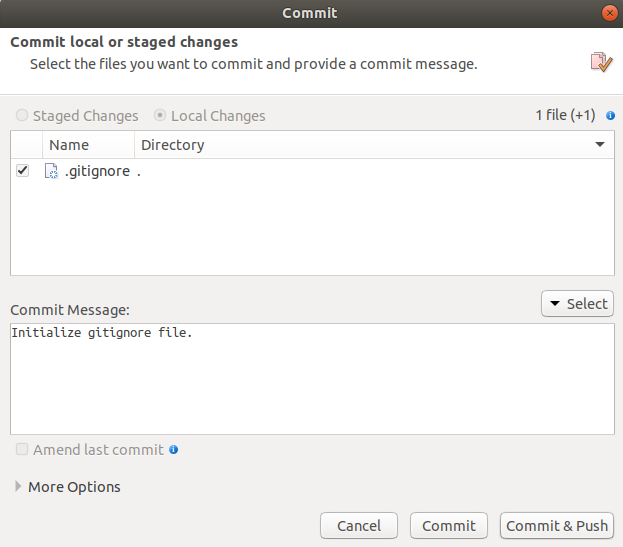 Commit
Commit local or staged changes
Select the files you want to commit and provide a commit message.
Staged Changes Local Changes 1 file (+1)
Name Directory
.gitignore .
Commit Message: Select
Initialize gitignore file.
Amend last commit
More Options
Cancel Commit Commit & Push